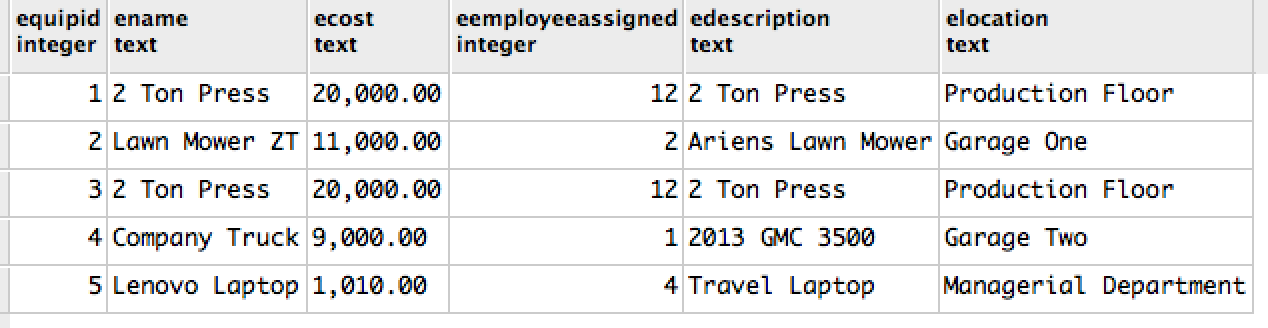 equipid ename ecost eemployeeassigned edescription elocation
integer text text integer text text
1 2 Ton Press 20,000.00 12 2 Ton Press Production Floor
2 Lawn Mower ZT 11,000.00 2 Ariens Lawn Mower Garage One
3 2 Ton Press 20,000.00 12 2 Ton Press Production Floor
4 Company Truck 9,000.00 1 2013 GMC 3500 Garage Two
5 Lenovo Laptop 1,010.00 4 Travel Laptop Managerial Department